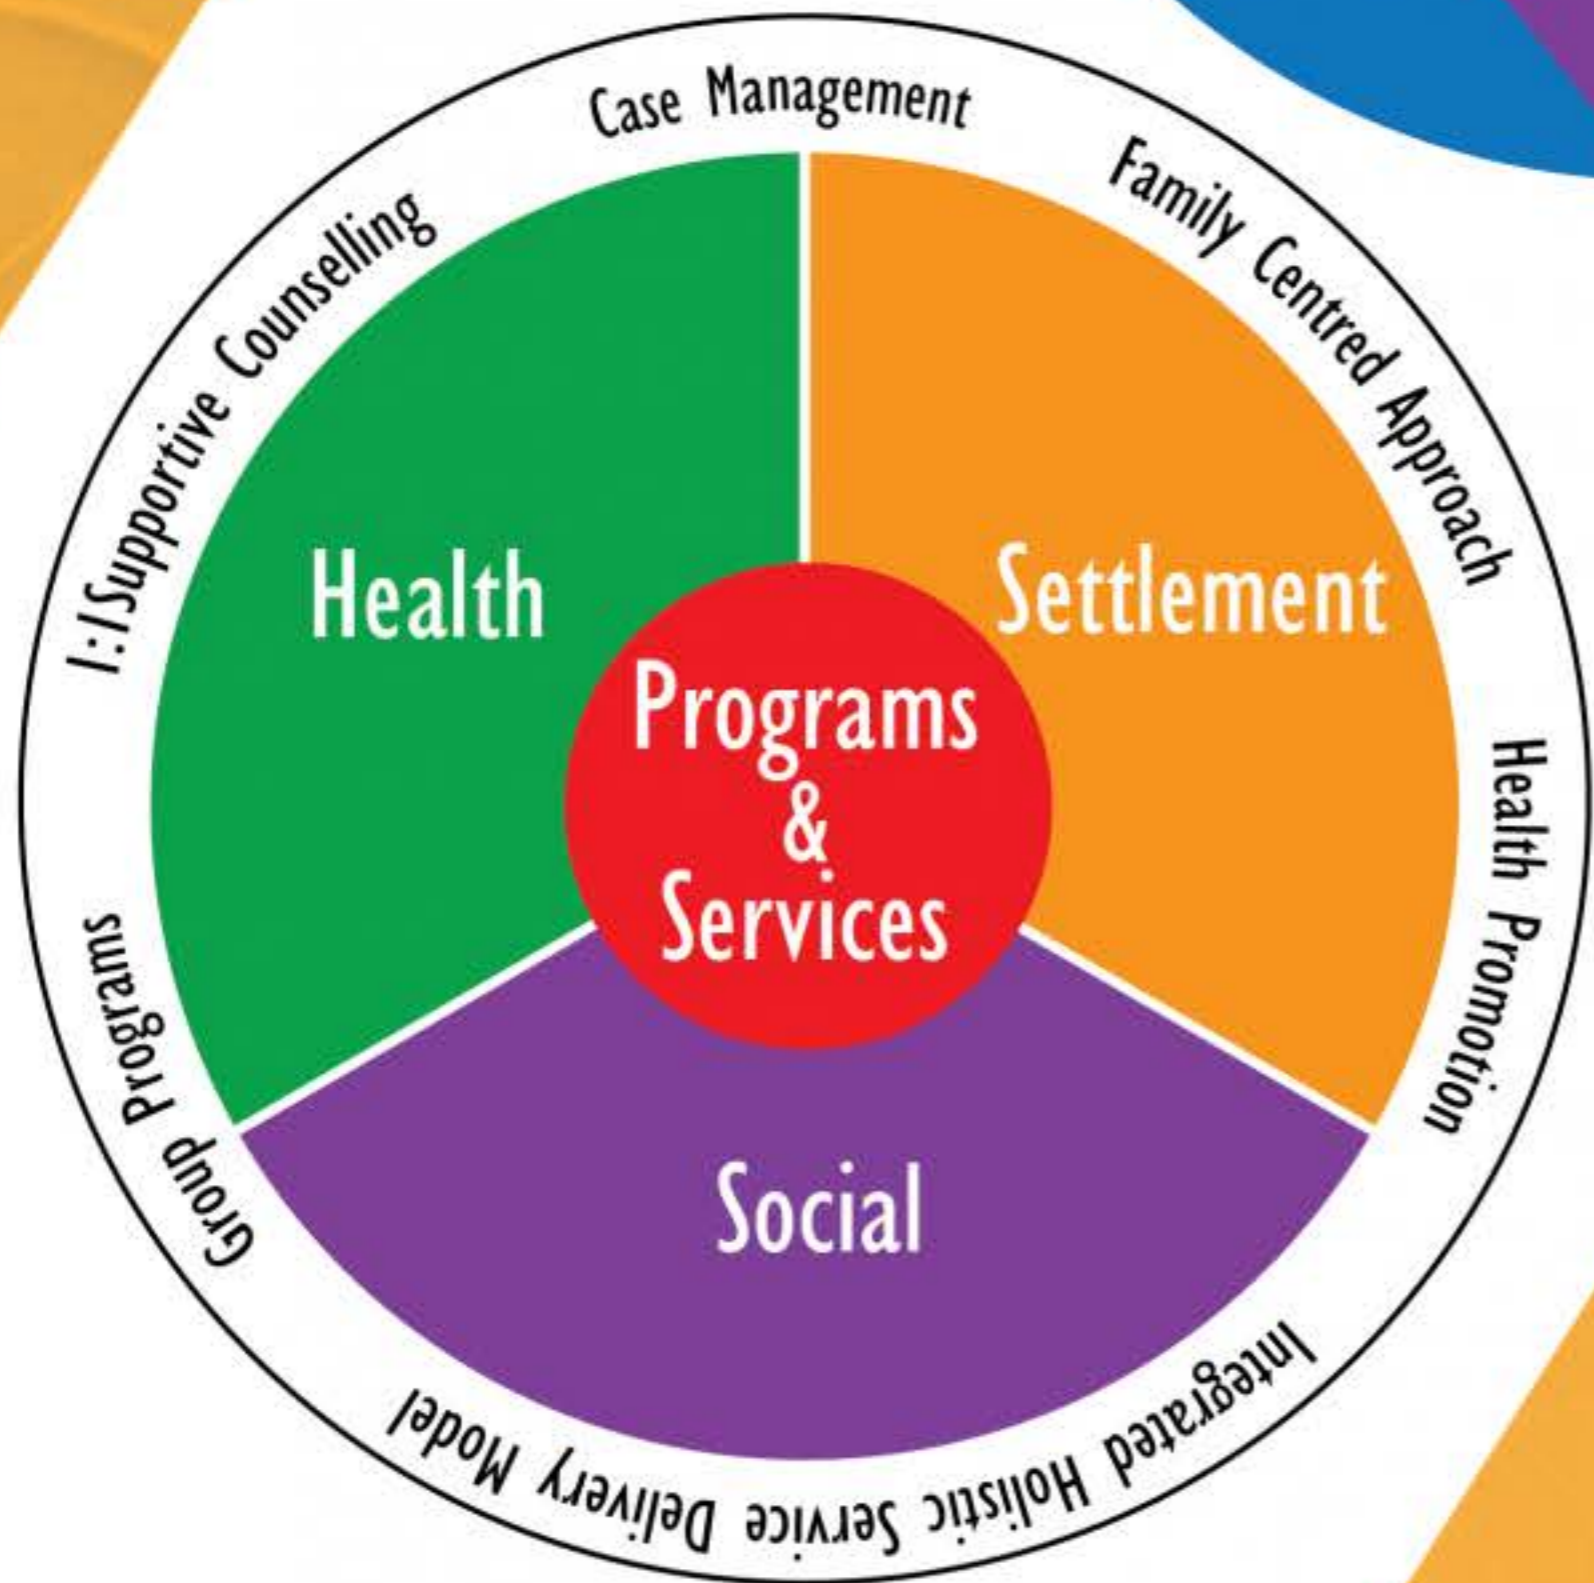 Case Management
Family Centred Approach
Health Promotion
Integrated Holistic Service Delivery Model
Group Programs
1:1Supportive Counselling
Health
Settlement
Programs
&
Services
Social